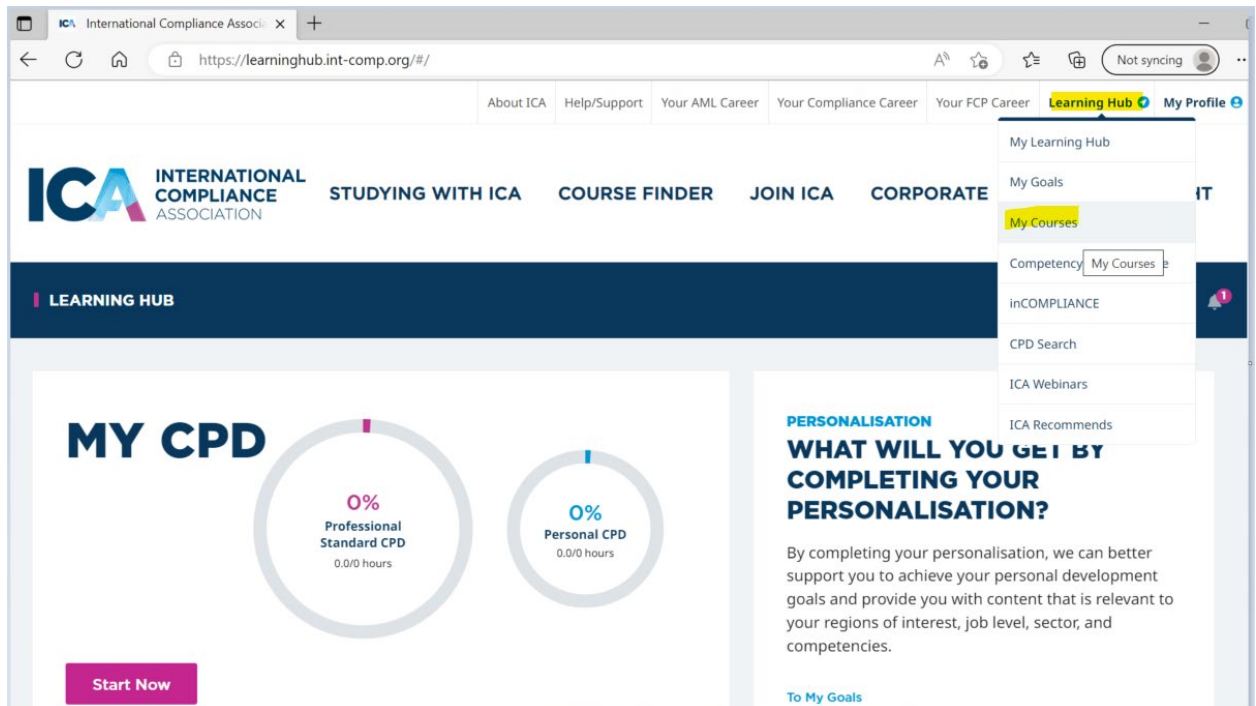 ICA International Compliance Associa
https://learninghub.int-comp.org/#/
Not syncing
About ICA
Help/Support
Your AML Career
Your Compliance Career
Your FCP Career
Learning Hub
My Profile
ICA
INTERNATIONAL
COMPLIANCE
ASSOCIATION
STUDYING WITH ICA
COURSE FINDER
JOIN ICA
CORPORATE
HT
My Learning Hub
My Goals
My Courses
Competency
My Courses
e
inCOMPLIANCE
CPD Search
ICA Webinars
ICA Recommends
LEARNING HUB
1
MY CPD
0%
Professional
Standard CPD
0.0/0 hours
0%
Personal CPD
0.0/0 hours
Start Now
PERSONALISATION
WHAT WILL YOU GET BY
COMPLETING YOUR
PERSONALISATION?
By completing your personalisation, we can better
support you to achieve your personal development
goals and provide you with content that is relevant to
your regions of interest, job level, sector, and
competencies.
To My Goals